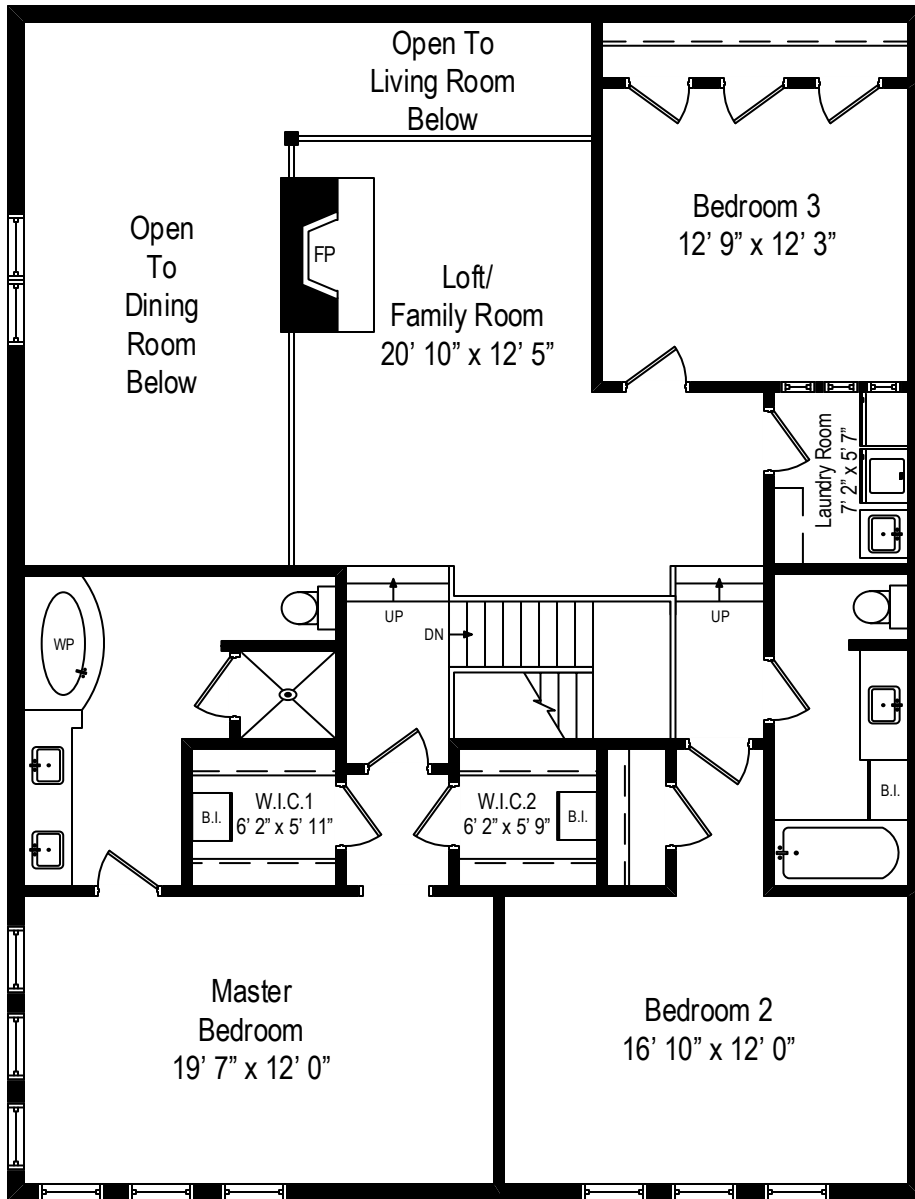 Open To
Living Room
Below
Bedroom 3
12’ 9” x 12’ 3”
Open
To
Dining
Room
Below
FP
Loft/
Family Room
20’ 10” x 12’ 5”
Laundry Room
7’ 2” x 5’ 7”
UP
DN
UP
WP
B.I.
W.I.C.1
6’ 2” x 5’ 11”
W.I.C.2
6’ 2” x 5’ 9”
B.I.
B.I.
Master
Bedroom
19’ 7” x 12’ 0”
Bedroom 2
16’ 10” x 12’ 0”